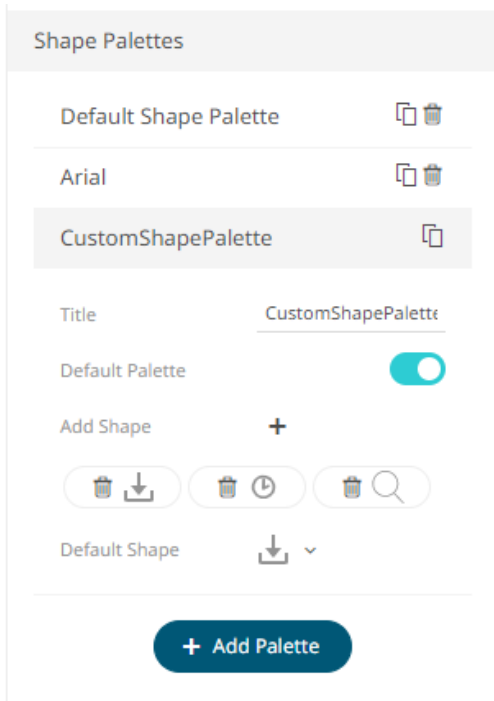 Shape Palettes
Default Shape Palette
Arial
CustomShapePalette
Title CustomShapePalette
Default Palette
Add Shape +
Default Shape
+ Add Palette